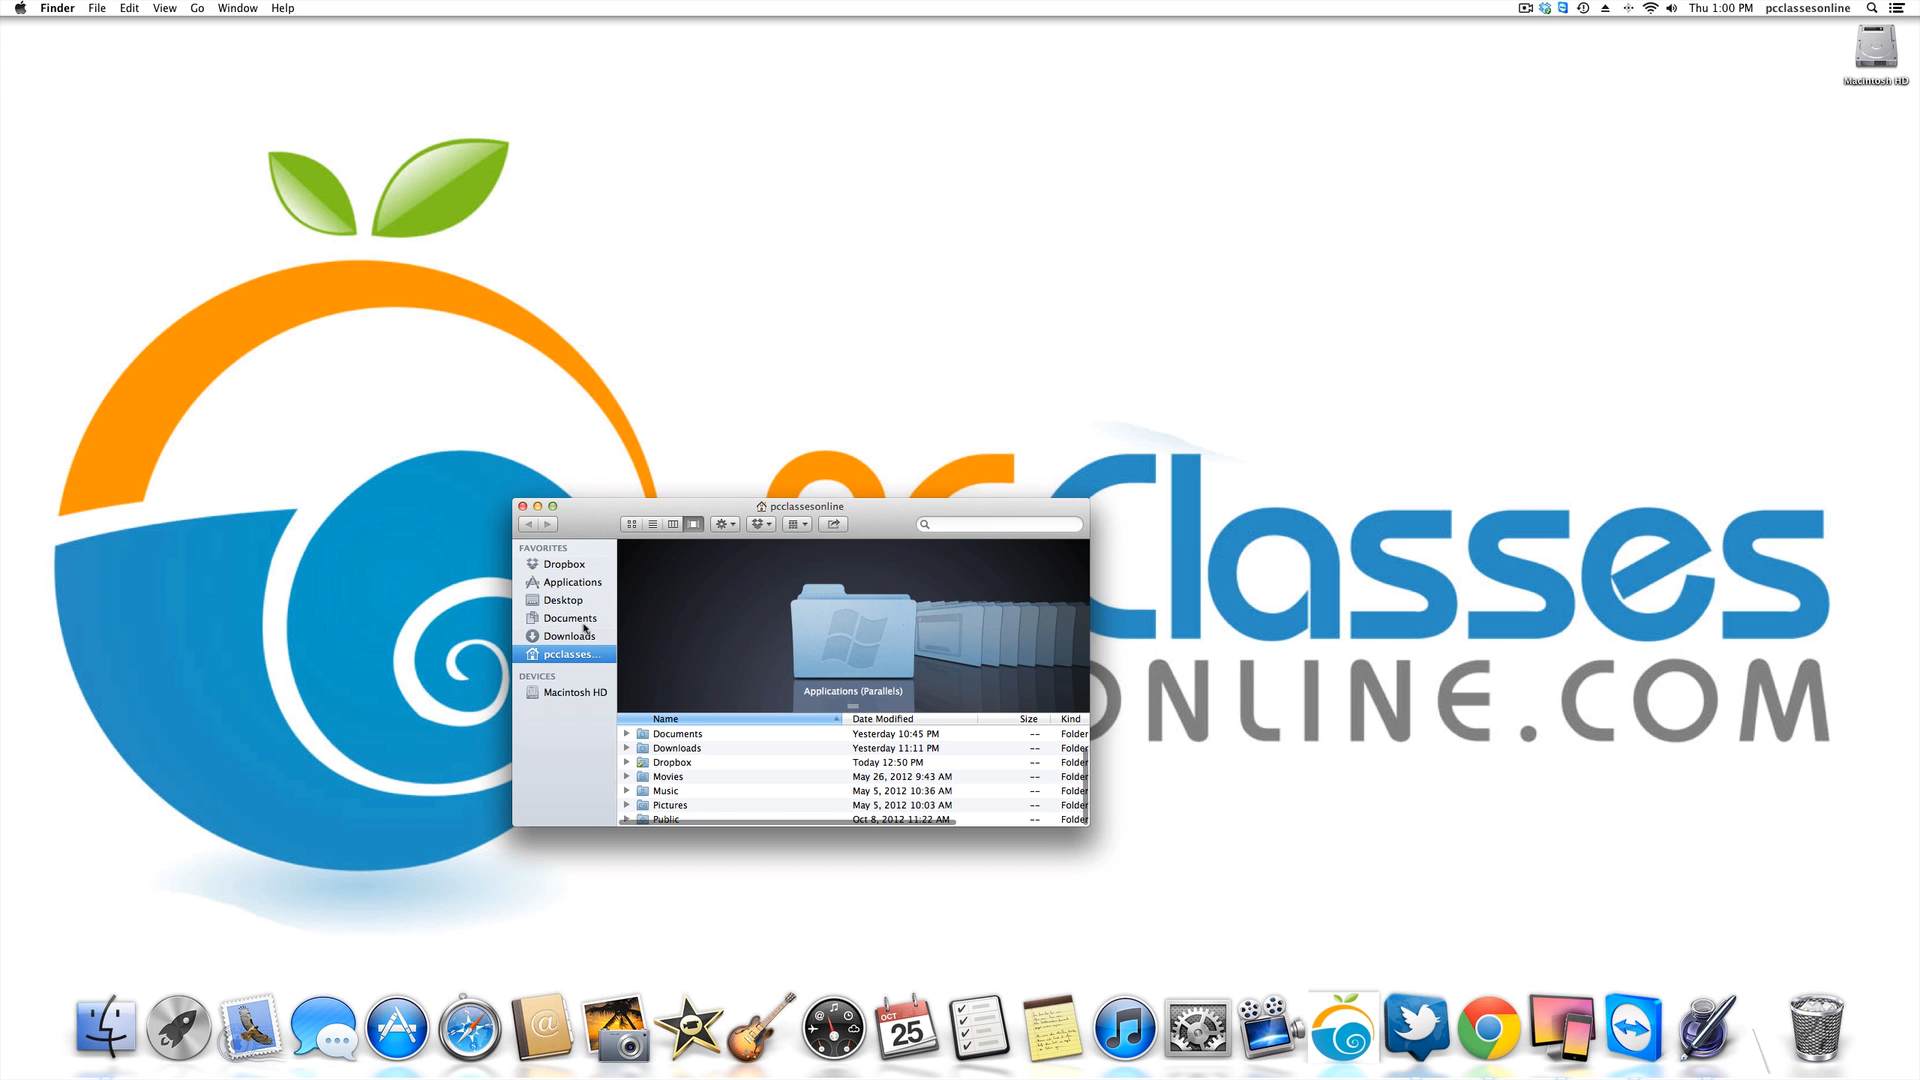 Finder File Edit View Go Window Help
Thu 1:00 PM pcclassesonline
Macintosh HD
Classes
ONLINE.COM
pcclassesonline
FAVORITES
Dropbox
Applications
Desktop
Documents
Downloads
pcclasses...
DEVICES
Macintosh HD
Applications (Parallels)
Name Date Modified Size Kind
Documents Yesterday 10:45 PM -- Folder
Downloads Yesterday 11:11 PM -- Folder
Dropbox Today 12:50 PM -- Folder
Movies May 26, 2012 9:43 AM -- Folder
Music May 5, 2012 10:36 AM -- Folder
Pictures May 5, 2012 10:03 AM -- Folder
Public Oct 8, 2012 11:22 AM -- Folder
OCT
25